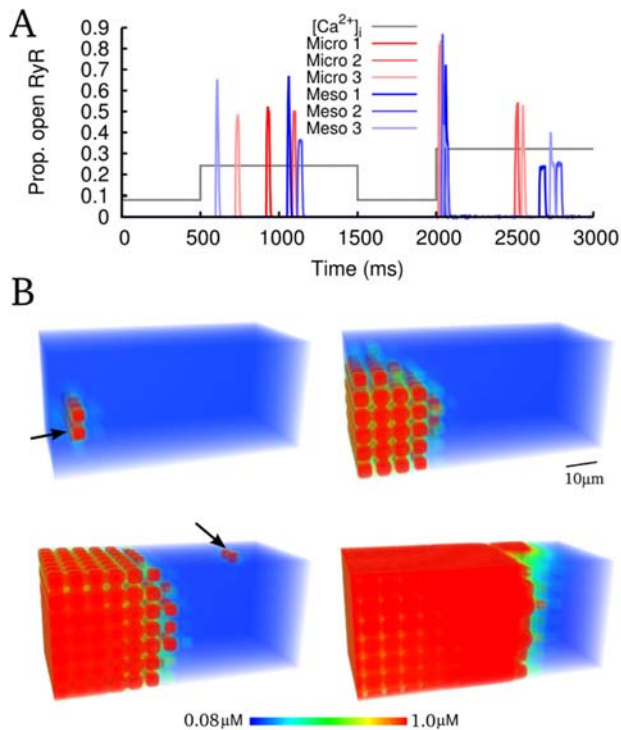 A
[Ca²⁺]ᵢ
Micro 1
Micro 2
Micro 3
Meso 1
Meso 2
Meso 3
Prop. open RyR
0.9
0.8
0.7
0.6
0.5
0.4
0.3
0.2
0.1
0
0 500 1000 1500 2000 2500 3000
Time (ms)
B
10µm
0.08µM 1.0µM